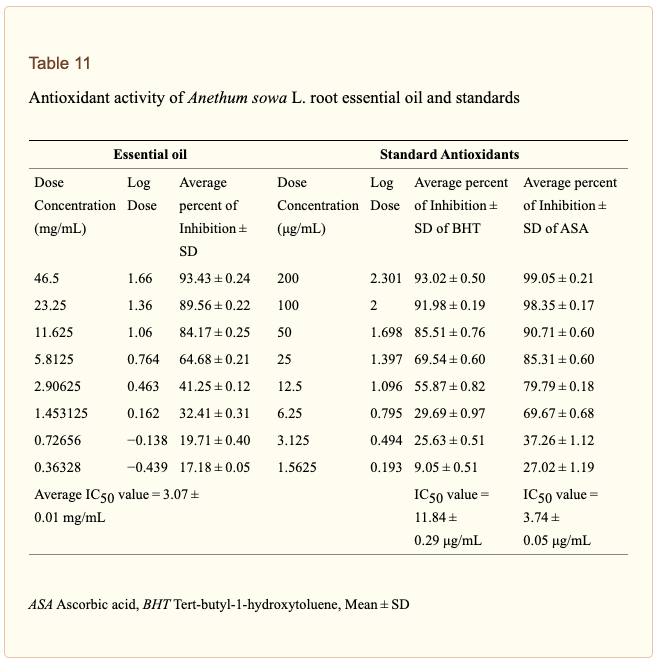 Table 11
Antioxidant activity of Anethum sowa L. root essential oil and standards
Essential oil Standard Antioxidants
Dose Log Average Dose Log Average percent Average percent
Concentration Dose percent of Concentration Dose of Inhibition ± of Inhibition ±
(mg/mL) Inhibition ± (μg/mL) SD of BHT SD of ASA
SD
46.5 1.66 93.43 ± 0.24 200 2.301 93.02 ± 0.50 99.05 ± 0.21
23.25 1.36 89.56 ± 0.22 100 2 91.98 ± 0.19 98.35 ± 0.17
11.625 1.06 84.17 ± 0.25 50 1.698 85.51 ± 0.76 90.71 ± 0.60
5.8125 0.764 64.68 ± 0.21 25 1.397 69.54 ± 0.60 85.31 ± 0.60
2.90625 0.463 41.25 ± 0.12 12.5 1.096 55.87 ± 0.82 79.79 ± 0.18
1.453125 0.162 32.41 ± 0.31 6.25 0.795 29.69 ± 0.97 69.67 ± 0.68
0.72656 −0.138 19.71 ± 0.40 3.125 0.494 25.63 ± 0.51 37.26 ± 1.12
0.36328 −0.439 17.18 ± 0.05 1.5625 0.193 9.05 ± 0.51 27.02 ± 1.19
Average IC50 value = 3.07 ± IC50 value = IC50 value =
0.01 mg/mL 11.84 ± 3.74 ±
0.29 μg/mL 0.05 μg/mL
ASA Ascorbic acid, BHT Tert-butyl-1-hydroxytoluene, Mean ± SD